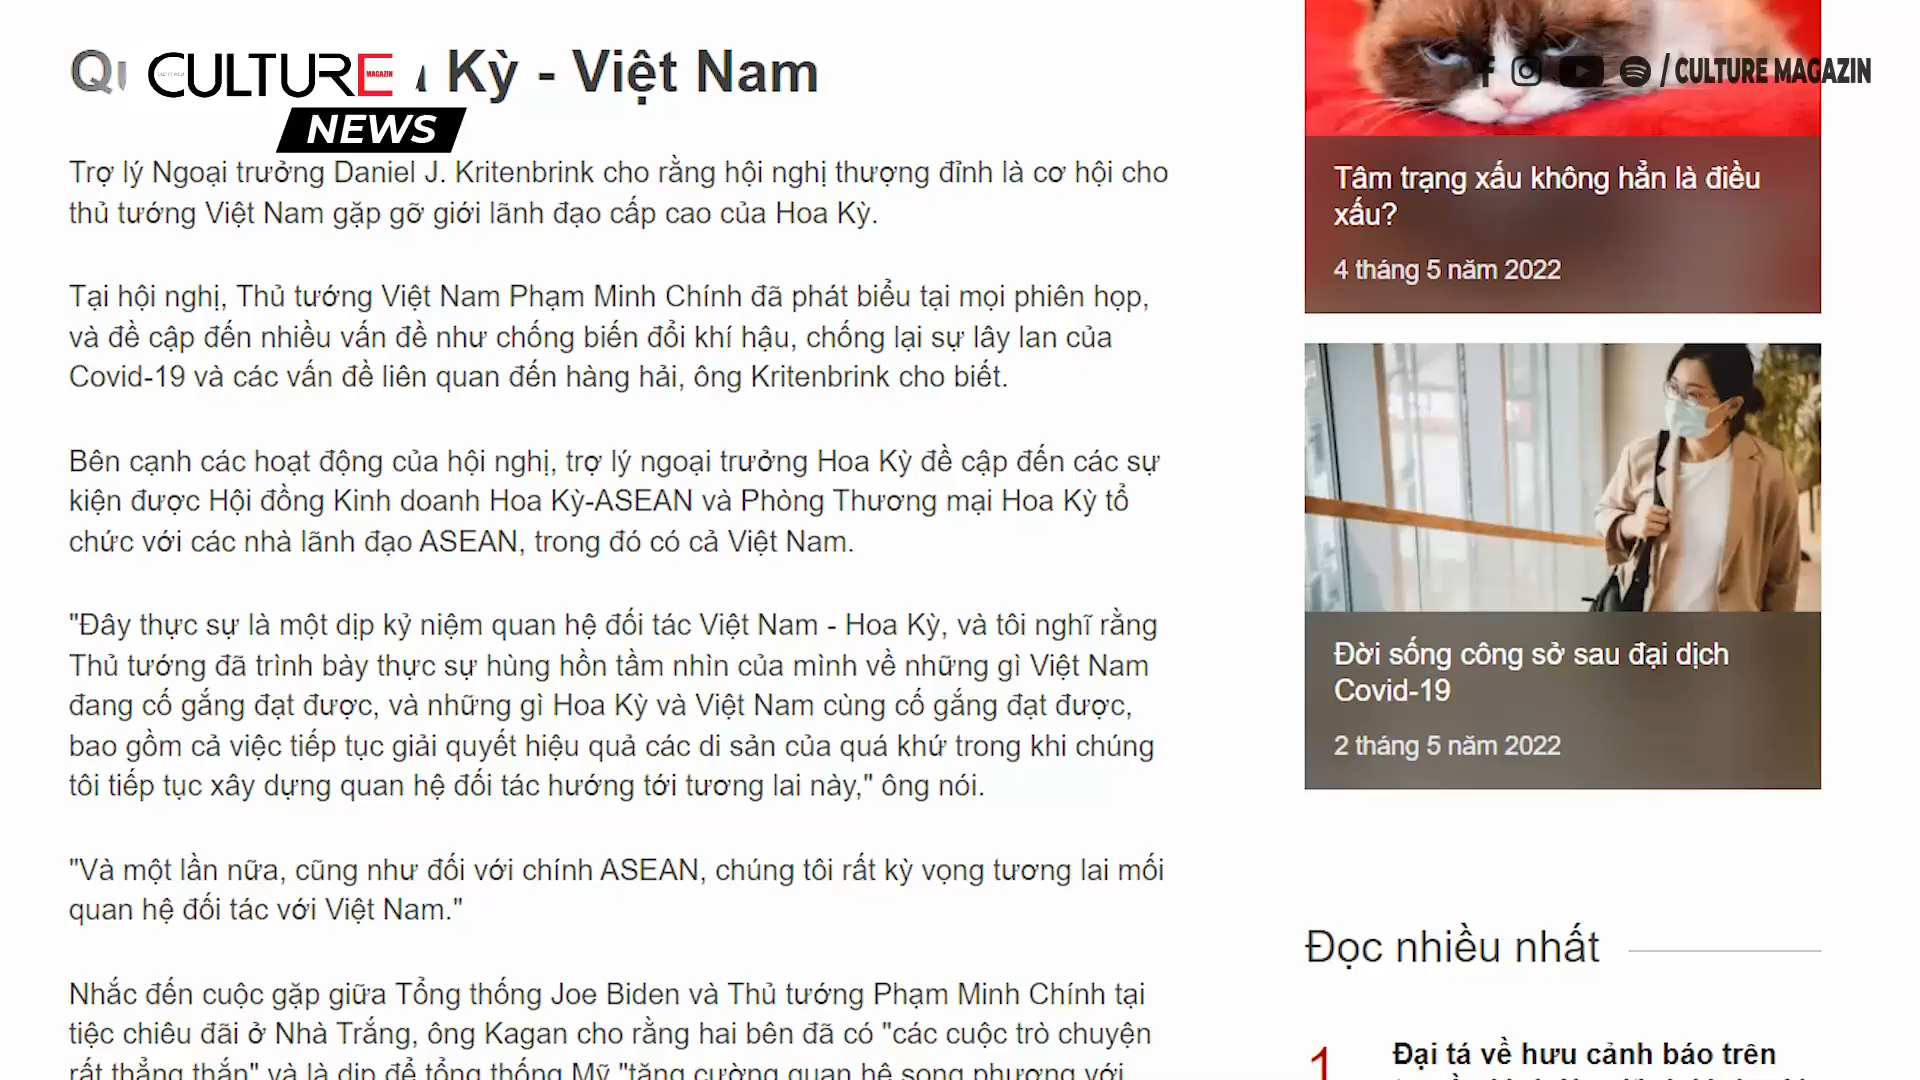 Kỳ - Việt Nam
CULTURE
MAGAZIN
NEWS
/ CULTURE MAGAZIN
Trợ lý Ngoại trưởng Daniel J. Kritenbrink cho rằng hội nghị thượng đỉnh là cơ hội cho
thủ tướng Việt Nam gặp gỡ giới lãnh đạo cấp cao của Hoa Kỳ.
Tại hội nghị, Thủ tướng Việt Nam Phạm Minh Chính đã phát biểu tại mọi phiên họp,
và đề cập đến nhiều vấn đề như chống biến đổi khí hậu, chống lại sự lây lan của
Covid-19 và các vấn đề liên quan đến hàng hải, ông Kritenbrink cho biết.
Bên cạnh các hoạt động của hội nghị, trợ lý ngoại trưởng Hoa Kỳ đề cập đến các sự
kiện được Hội đồng Kinh doanh Hoa Kỳ-ASEAN và Phòng Thương mại Hoa Kỳ tổ
chức với các nhà lãnh đạo ASEAN, trong đó có cả Việt Nam.
"Đây thực sự là một dịp kỷ niệm quan hệ đối tác Việt Nam - Hoa Kỳ, và tôi nghĩ rằng
Thủ tướng đã trình bày thực sự hùng hồn tầm nhìn của mình về những gì Việt Nam
đang cố gắng đạt được, và những gì Hoa Kỳ và Việt Nam cùng cố gắng đạt được,
bao gồm cả việc tiếp tục giải quyết hiệu quả các di sản của quá khứ trong khi chúng
tôi tiếp tục xây dựng quan hệ đối tác hướng tới tương lai này," ông nói.
"Và một lần nữa, cũng như đối với chính ASEAN, chúng tôi rất kỳ vọng tương lai mối
quan hệ đối tác với Việt Nam."
Nhắc đến cuộc gặp giữa Tổng thống Joe Biden và Thủ tướng Phạm Minh Chính tại
tiệc chiêu đãi ở Nhà Trắng, ông Kagan cho rằng hai bên đã có "các cuộc trò chuyện
rất thẳng thắn" và là dịp để tổng thống Mỹ "tăng cường quan hệ song phương với
Tâm trạng xấu không hẳn là điều
xấu?
4 tháng 5 năm 2022
Đời sống công sở sau đại dịch
Covid-19
2 tháng 5 năm 2022
Đọc nhiều nhất
1
Đại tá về hưu cảnh báo trên